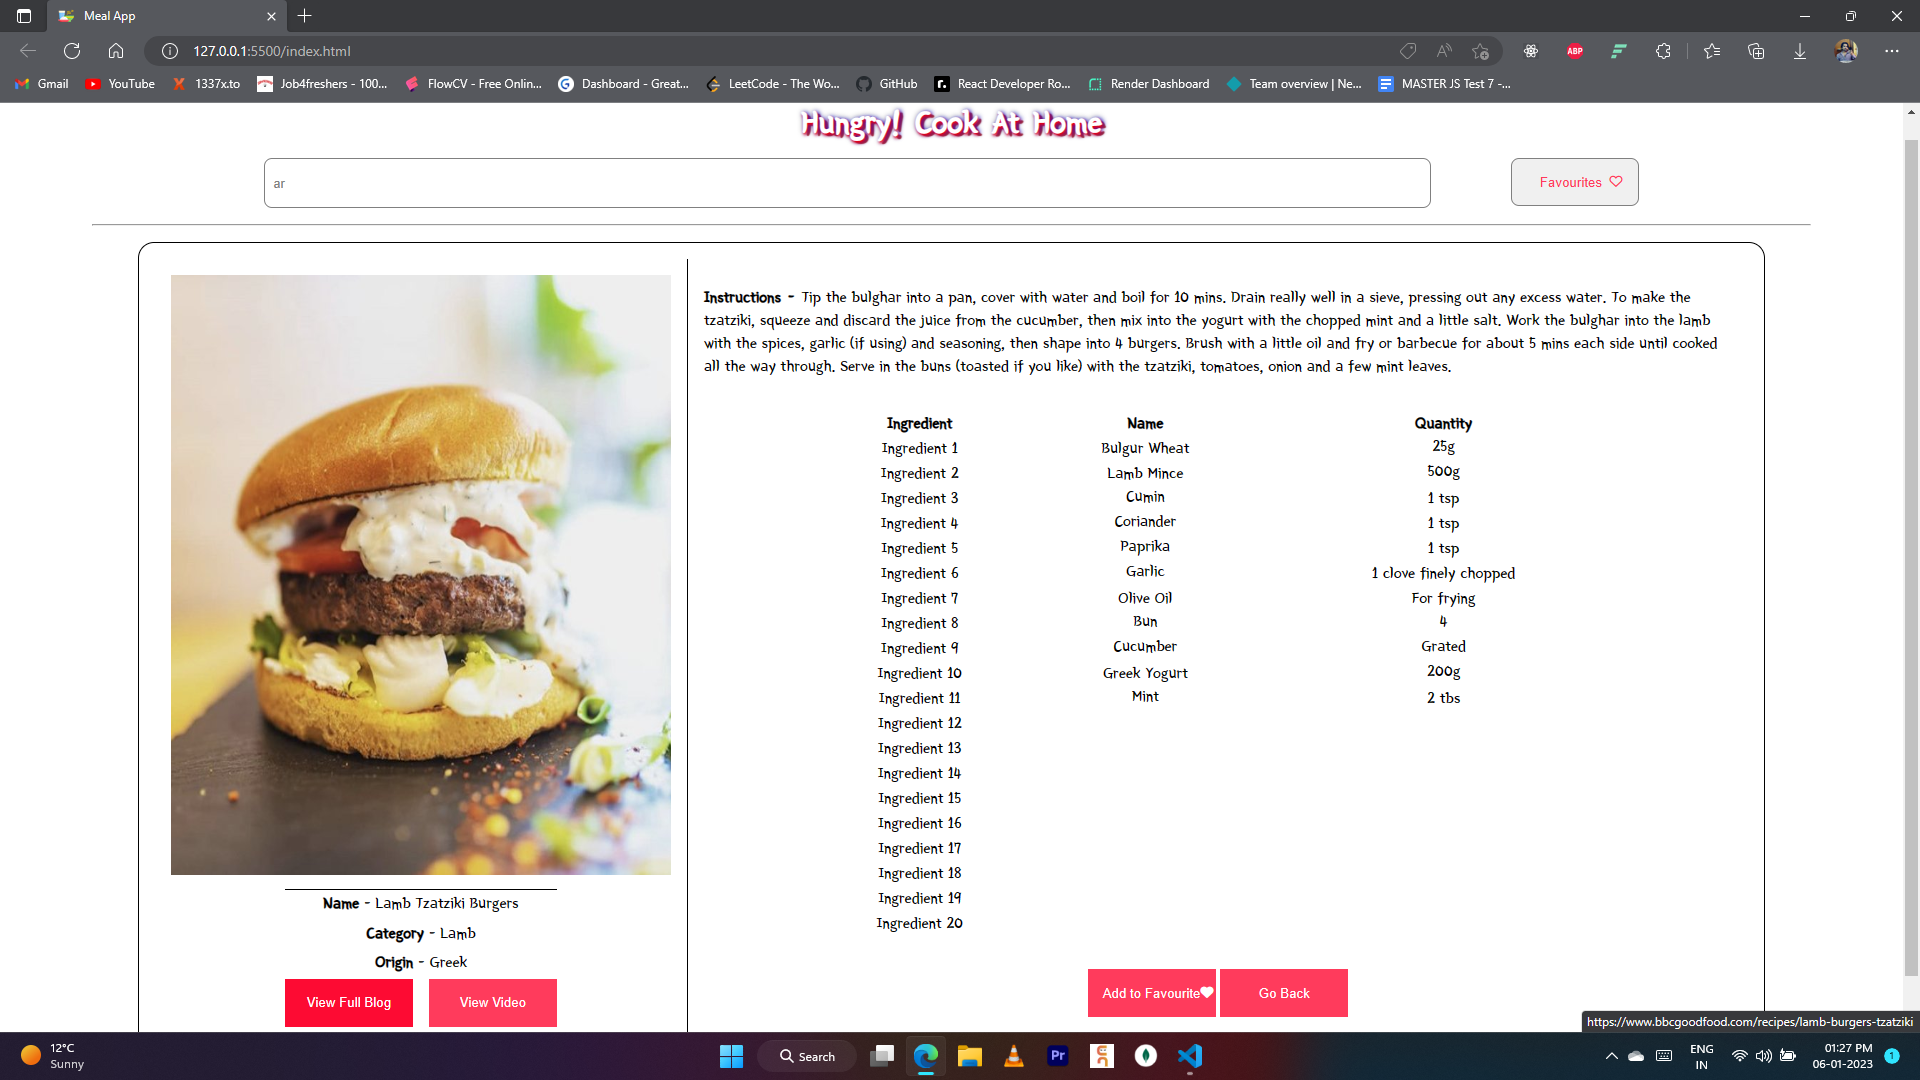 Meal App
127.0.0.1:5500/index.html
ABP
Gmail
YouTube
1337x.to
Job4freshers - 100...
FlowCV - Free Onlin...
Dashboard - Great...
LeetCode - The Wo...
GitHub
React Developer Ro...
Render Dashboard
Team overview | Ne...
MASTER JS Test 7 -...
Hungry! Cook At Home
ar
Favourites
Instructions - Tip the bulghar into a pan, cover with water and boil for 10 mins. Drain really well in a sieve, pressing out any excess water. To make the
tzatziki, squeeze and discard the juice from the cucumber, then mix into the yogurt with the chopped mint and a little salt. Work the bulghar into the lamb
with the spices, garlic (if using) and seasoning, then shape into 4 burgers. Brush with a little oil and fry or barbecue for about 5 mins each side until cooked
all the way through. Serve in the buns (toasted if you like) with the tzatziki, tomatoes, onion and a few mint leaves.
Ingredient Name Quantity
Ingredient 1 Bulgur Wheat 25g
Ingredient 2 Lamb Mince 500g
Ingredient 3 Cumin 1 tsp
Ingredient 4 Coriander 1 tsp
Ingredient 5 Paprika 1 tsp
Ingredient 6 Garlic 1 clove finely chopped
Ingredient 7 Olive Oil For frying
Ingredient 8 Bun 4
Ingredient 9 Cucumber Grated
Ingredient 10 Greek Yogurt 200g
Ingredient 11 Mint 2 tbs
Ingredient 12
Ingredient 13
Ingredient 14
Ingredient 15
Ingredient 16
Ingredient 17
Ingredient 18
Ingredient 19
Ingredient 20
Name - Lamb Tzatziki Burgers
Category - Lamb
Origin - Greek
View Full Blog
View Video
Add to Favourite
Go Back
https://www.bbcgoodfood.com/recipes/lamb-burgers-tzatziki
12°C
Sunny
Search
Pr
ENG
IN
01:27 PM
06-01-2023
1